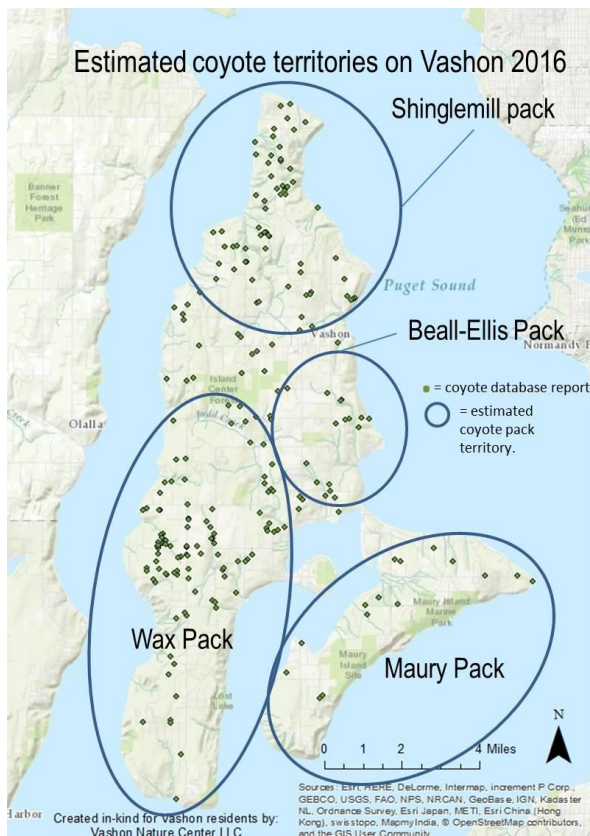 Estimated coyote territories on Vashon 2016
Shinglemill pack
Banner
Forest
Heritage
Park
Puget Sound
Vashon
Beall-Ellis Pack
Normandy P
Island
Center
Fores
= coyote database report
= estimated
coyote pack
territory.
Judd Creek
Creek
Olalla
Wax Pack
Maury Island
Marine
Park
Maury
Island
Site
Maury Pack
Lost
Lake
N
0 1 2 4 Miles
Sources: Esri, HERE, DeLorme, Intermap, increment P Corp.,
GEBCO, USGS, FAO, NPS, NRCAN, GeoBase, IGN, Kadaster
NL, Ordnance Survey, Esri Japan, METI, Esri China (Hong
Kong), swisstopo, MapmyIndia, © OpenStreetMap contributors,
and the GIS User Community
Harbor
Created in-kind for Vashon residents by:
Vashon Nature Center LLC